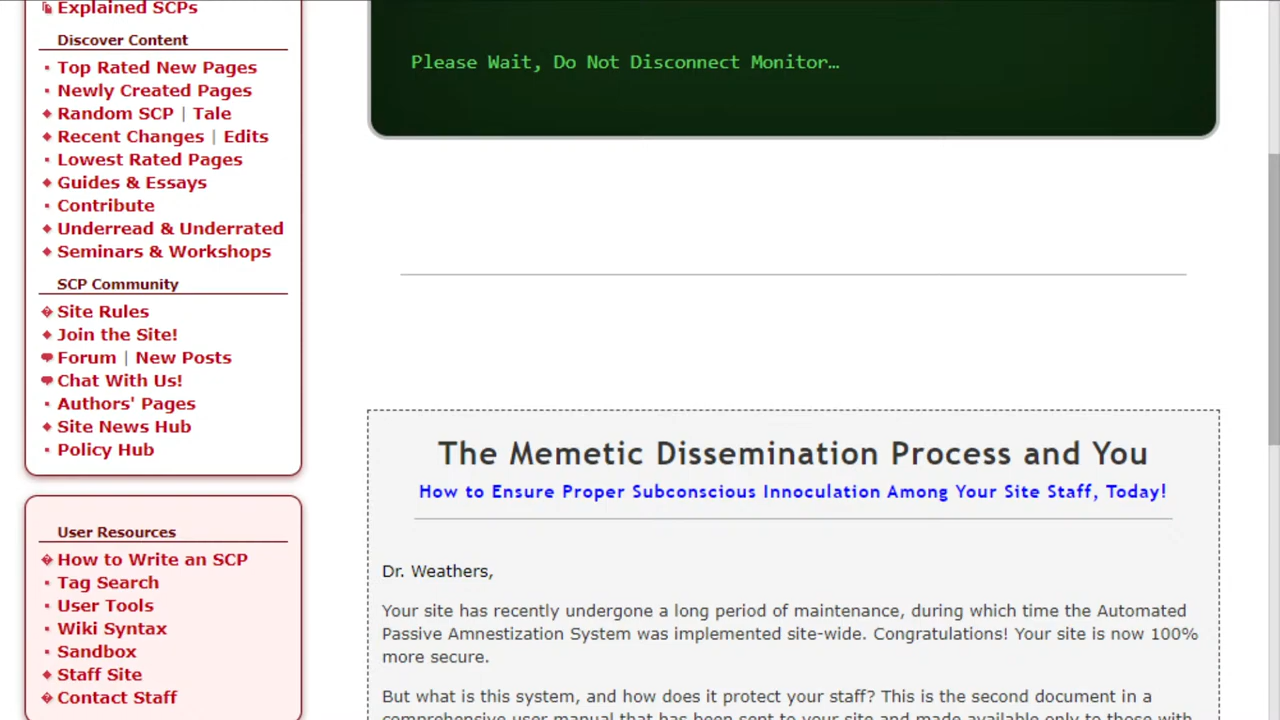 Explained SCPs
Discover Content
Top Rated New Pages
Newly Created Pages
Random SCP | Tale
Recent Changes | Edits
Lowest Rated Pages
Guides & Essays
Contribute
Underread & Underrated
Seminars & Workshops
SCP Community
Site Rules
Join the Site!
Forum | New Posts
Chat With Us!
Authors' Pages
Site News Hub
Policy Hub
User Resources
How to Write an SCP
Tag Search
User Tools
Wiki Syntax
Sandbox
Staff Site
Contact Staff
Please Wait, Do Not Disconnect Monitor…
The Memetic Dissemination Process and You
How to Ensure Proper Subconscious Innoculation Among Your Site Staff, Today!
Dr. Weathers,
Your site has recently undergone a long period of maintenance, during which time the Automated
Passive Amnestization System was implemented site-wide. Congratulations! Your site is now 100%
more secure.
But what is this system, and how does it protect your staff? This is the second document in a
comprehensive user manual that has been sent to your site and made available only to those with